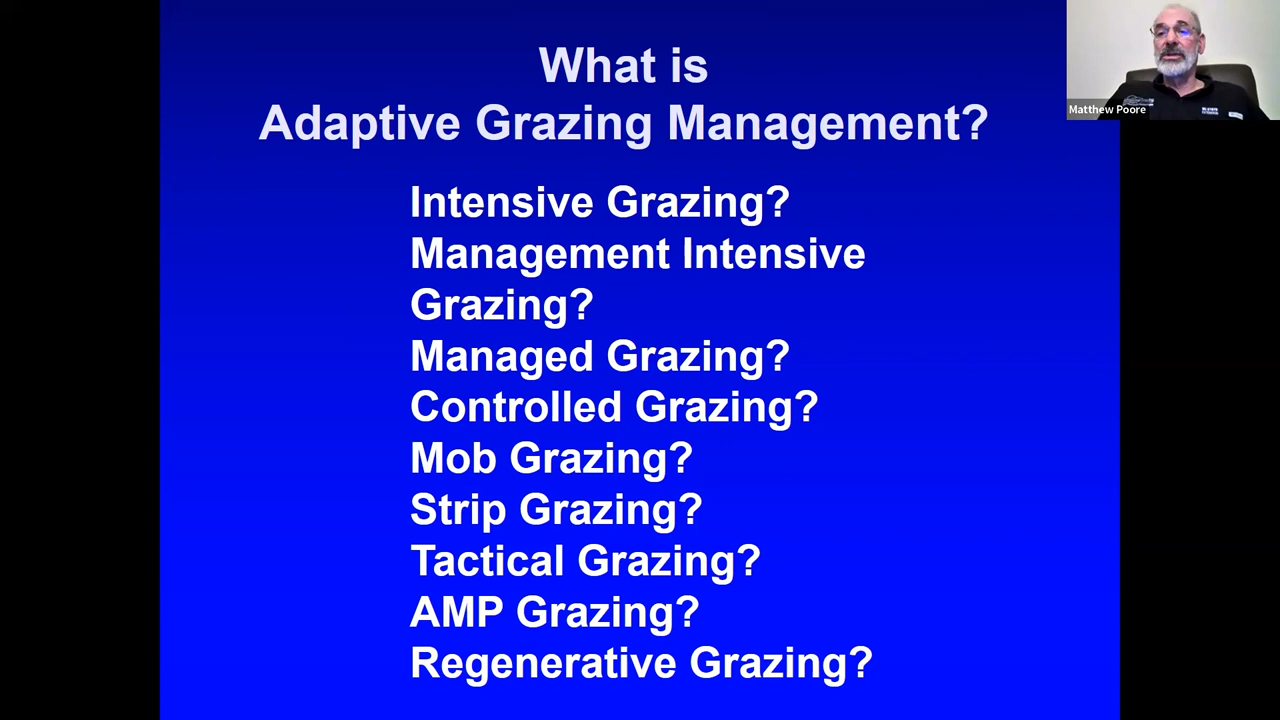 What is
Adaptive Grazing Management?
Intensive Grazing?
Management Intensive
Grazing?
Managed Grazing?
Controlled Grazing?
Mob Grazing?
Strip Grazing?
Tactical Grazing?
AMP Grazing?
Regenerative Grazing?
Matthew Poore